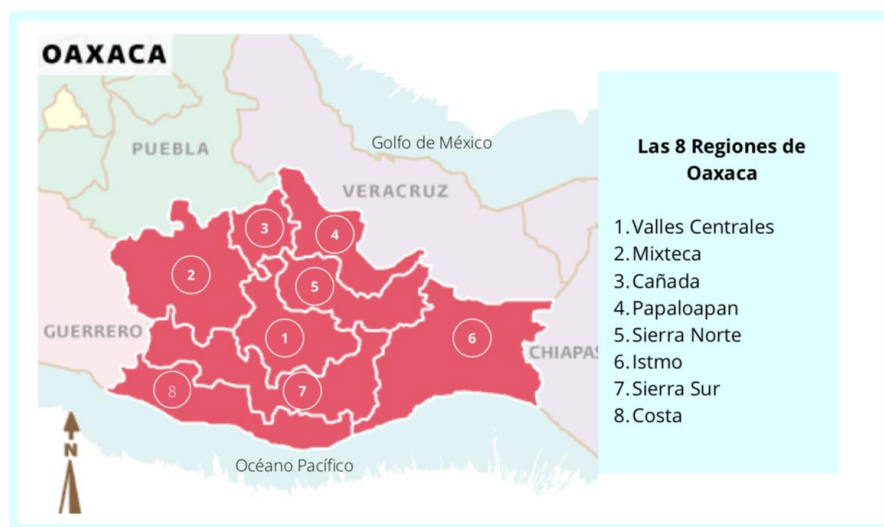 OAXACA
PUEBLA
Golfo de México
VERACRUZ
3
4
2
5
GUERRERO
1
6
CHIAPAS
8
7
N
Océano Pacífico
Las 8 Regiones de
Oaxaca
1.Valles Centrales
2.Mixteca
3.Cañada
4.Papaloapan
5.Sierra Norte
6.Istmo
7.Sierra Sur
8.Costa